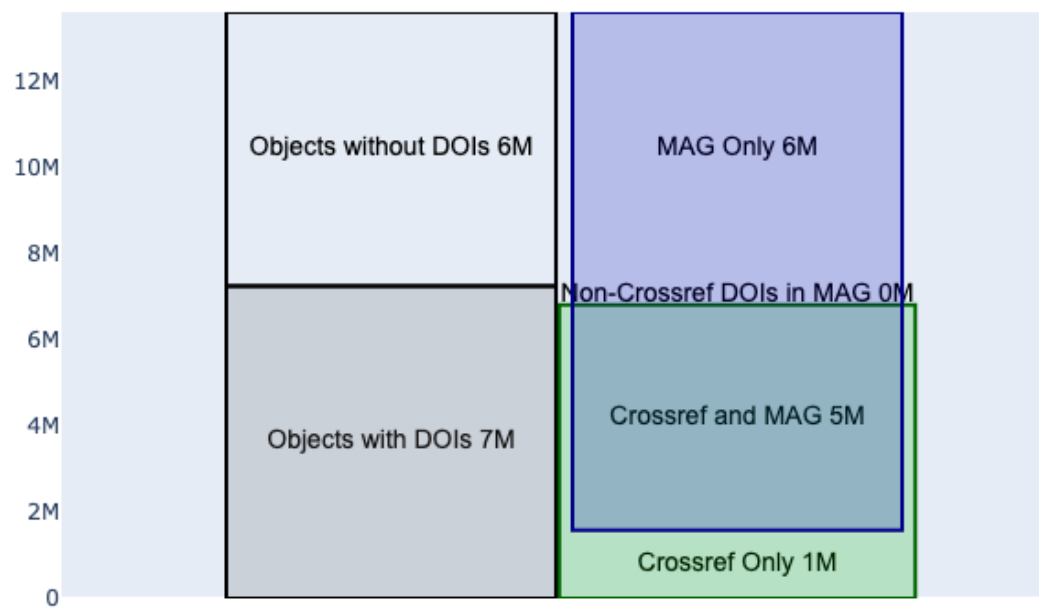 12M
10M
8M
6M
4M
2M
0
Objects without DOIs 6M
Objects with DOIs 7M
MAG Only 6M
Non-Crossref DOIs in MAG 0M
Crossref and MAG 5M
Crossref Only 1M